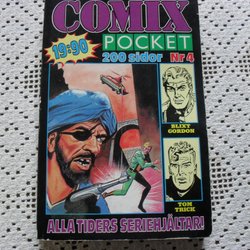 COMIX
POCKET
19:90
200 sidor Nr 4
BLIXT
GORDON
TOM
TRICK
ALLA TIDERS SERIEHJÄLTAR!